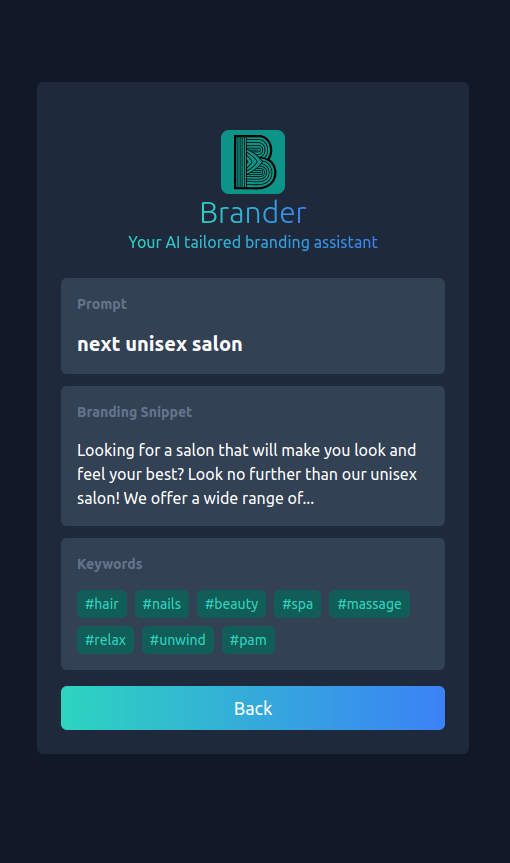 B
Brander
Your AI tailored branding assistant
Prompt
next unisex salon
Branding Snippet
Looking for a salon that will make you look and
feel your best? Look no further than our unisex
salon! We offer a wide range of...
Keywords
#hair #nails #beauty #spa #massage
#relax #unwind #pam
Back